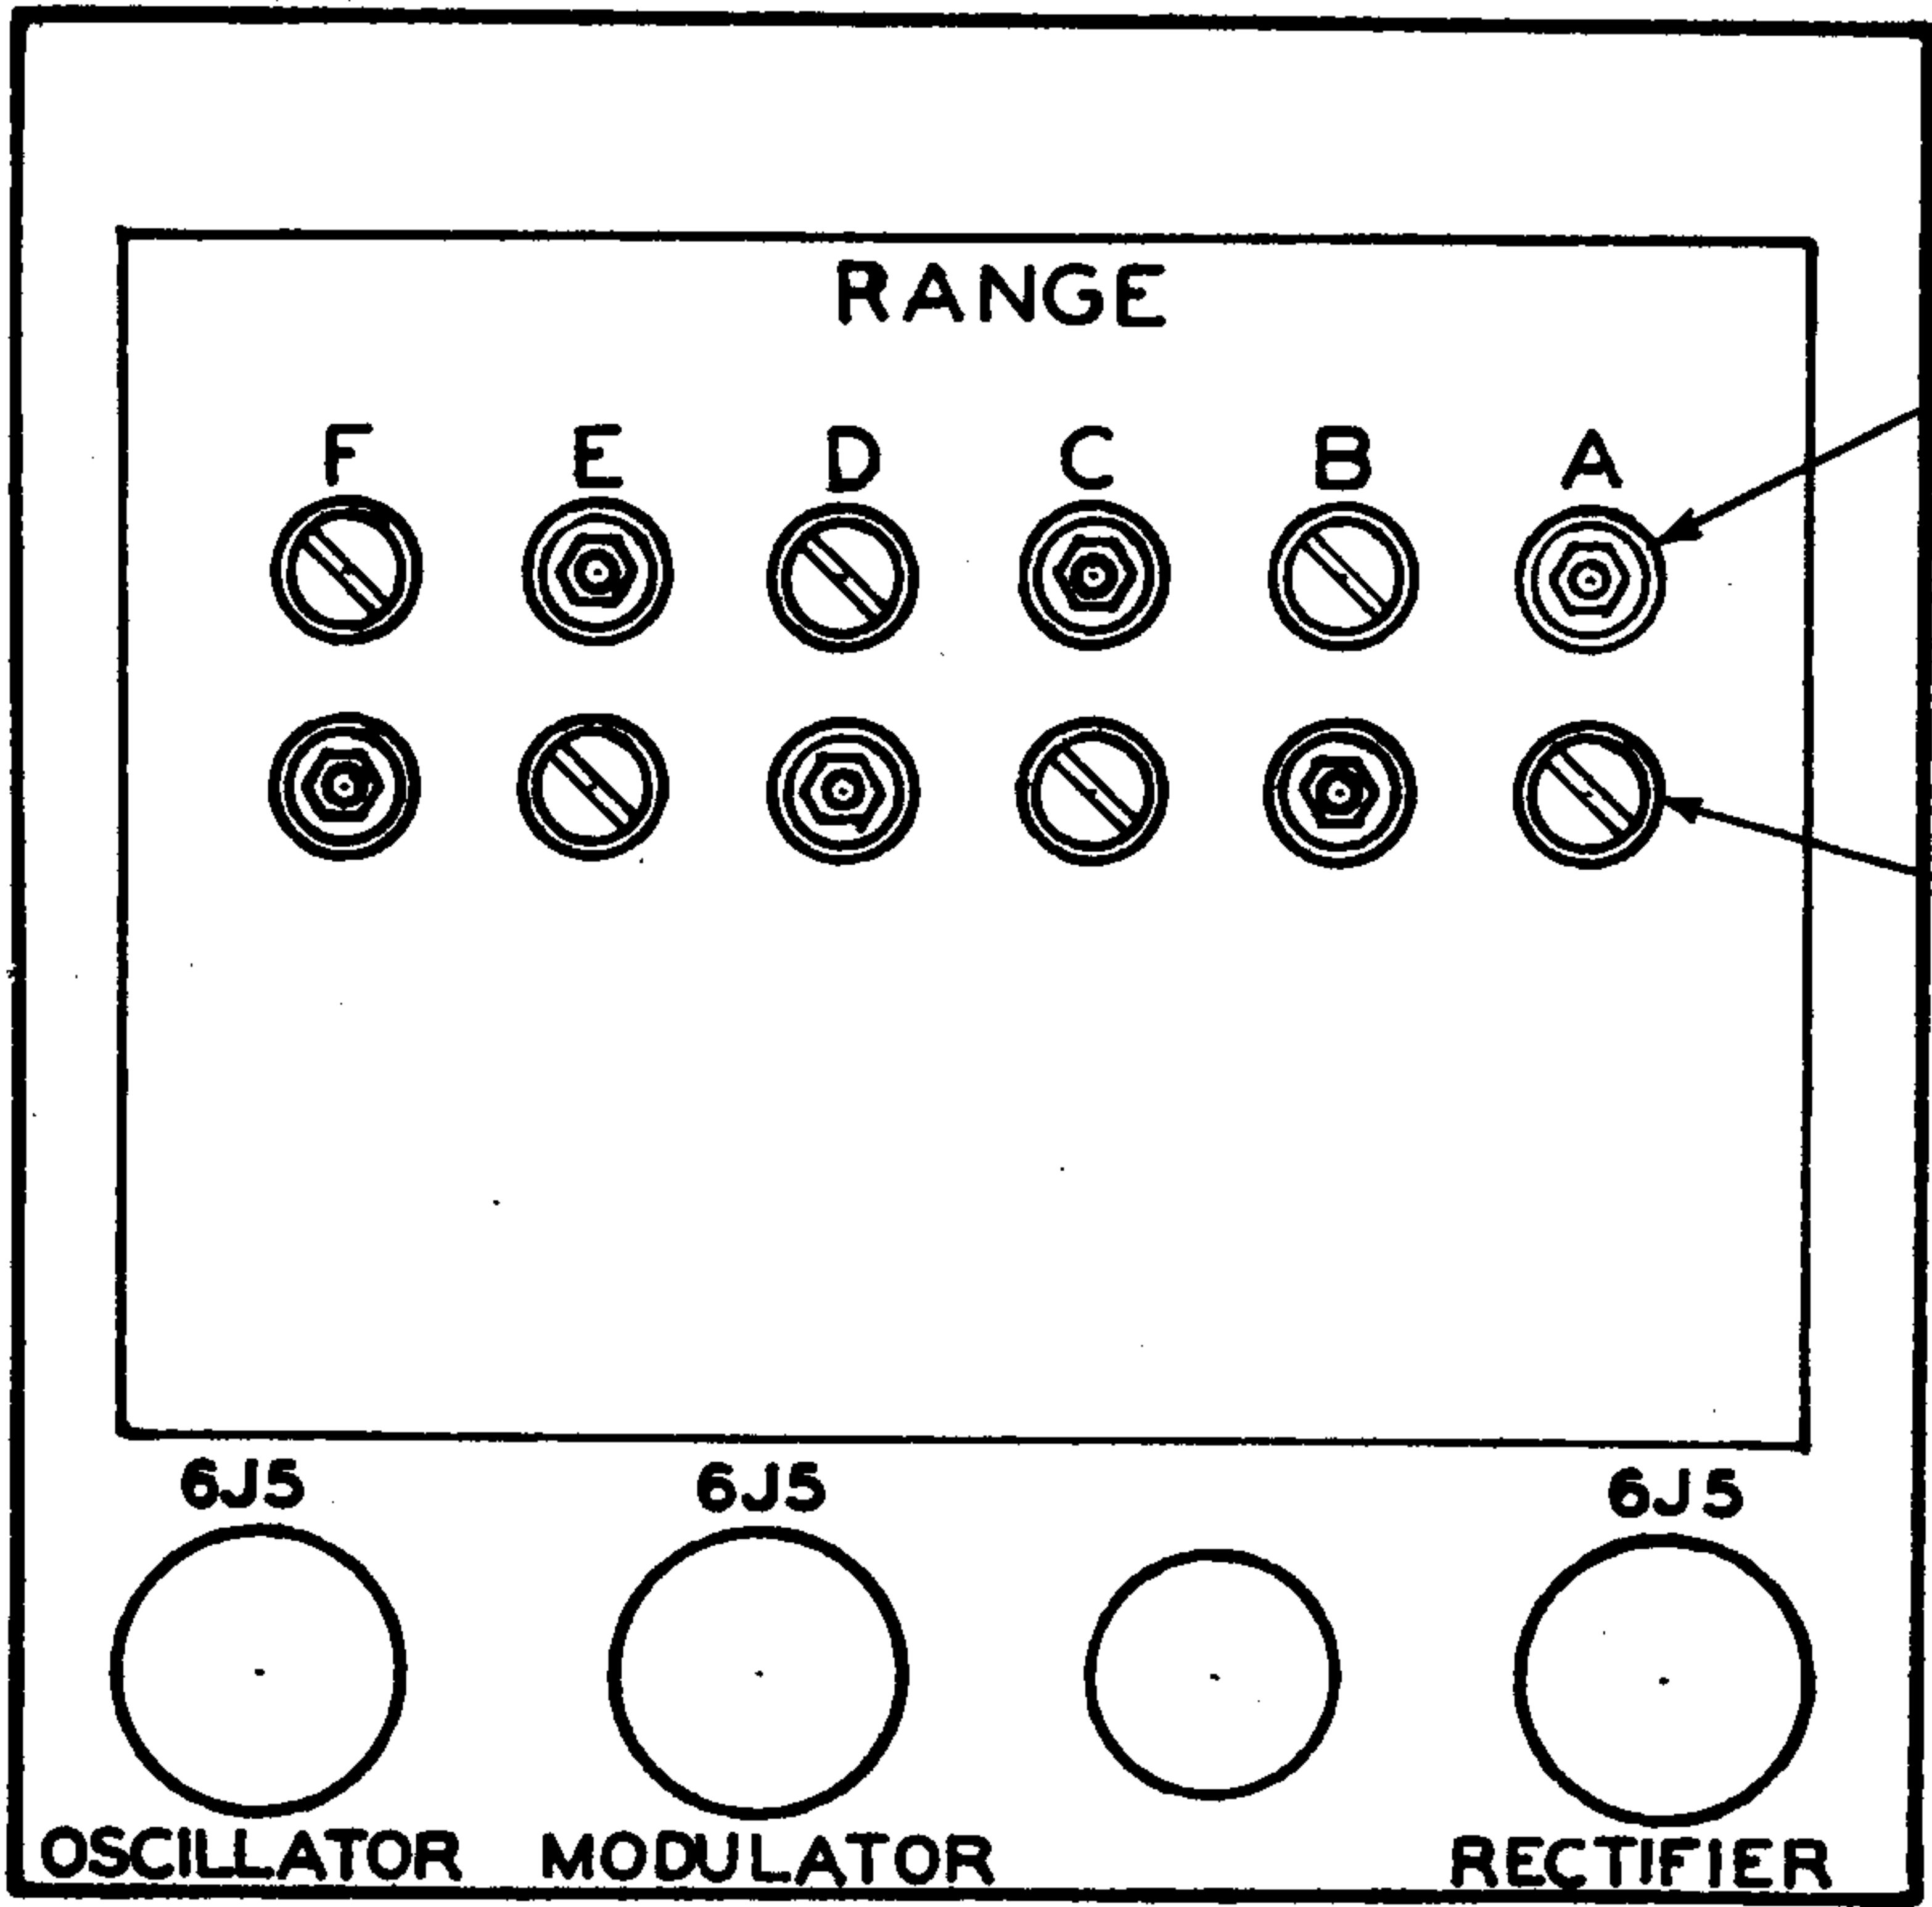 RANGE
F E D C B A
6J5 6J5 6J5
OSCILLATOR MODULATOR RECTIFIER